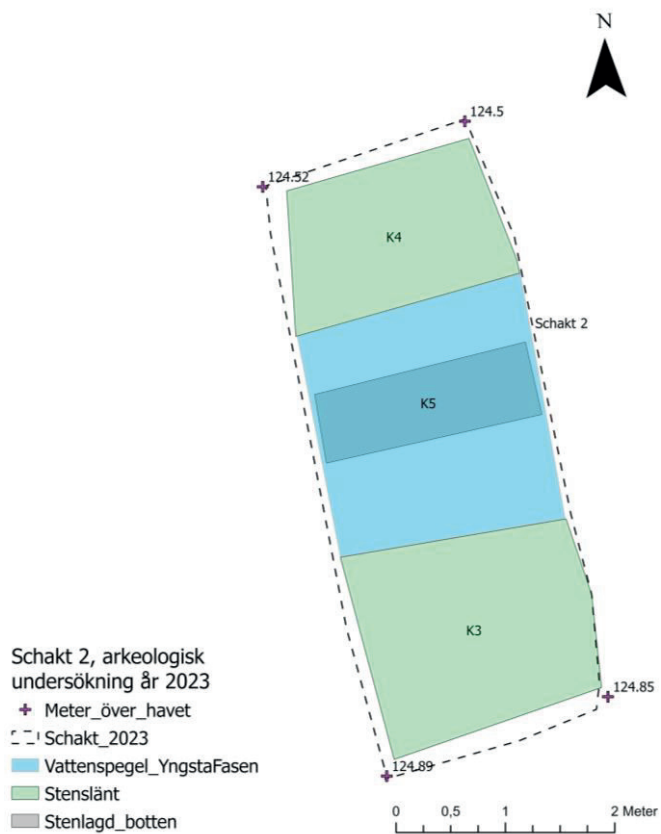 N
124.5
124.52
K4
Schakt 2
K5
K3
124.85
124.89
Schakt 2, arkeologisk
undersökning år 2023
Meter_över_havet
Schakt_2023
Vattenspegel_YngstaFasen
Stenslänt
Stenlagd_botten
0 0,5 1 2 Meter